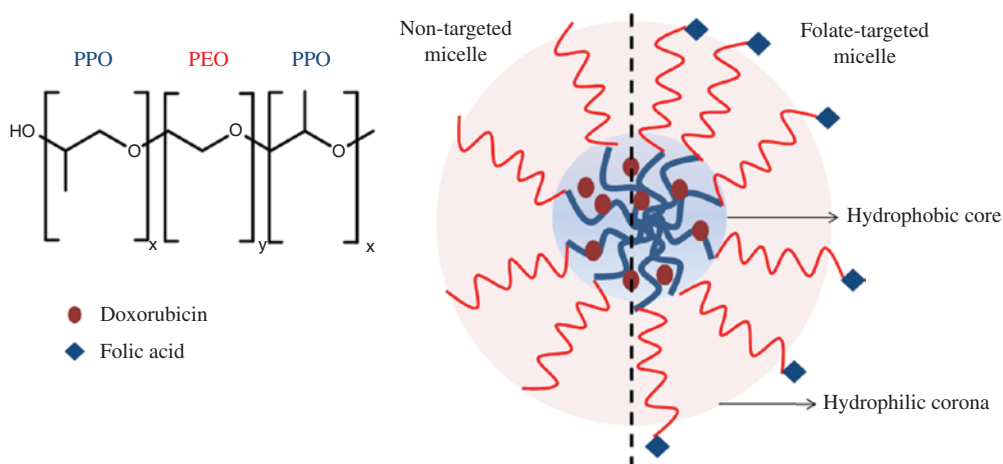 PPO PEO PPO
HO O O O
x y x
Doxorubicin
Folic acid
Non-targeted
micelle
Folate-targeted
micelle
Hydrophobic core
Hydrophilic corona